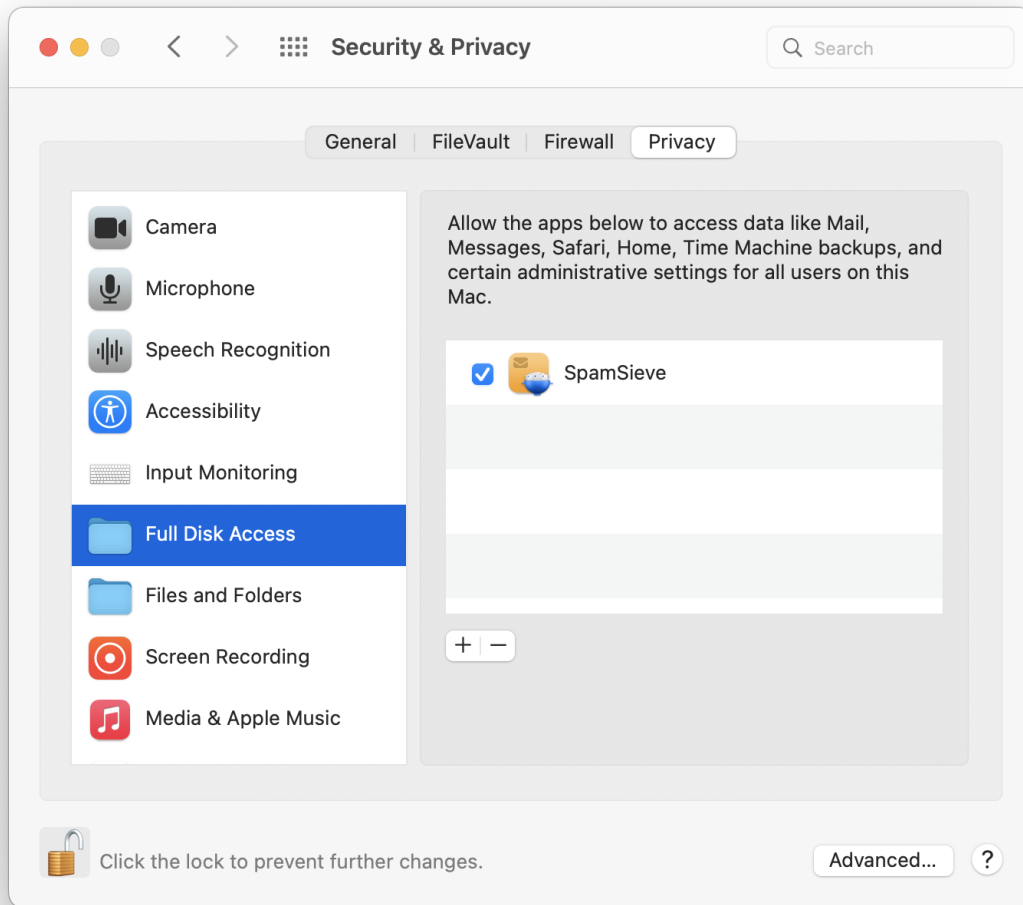 Security & Privacy
Search
General
FileVault
Firewall
Privacy
Camera
Microphone
Speech Recognition
Accessibility
Input Monitoring
Full Disk Access
Files and Folders
Screen Recording
Media & Apple Music
Allow the apps below to access data like Mail,
Messages, Safari, Home, Time Machine backups, and
certain administrative settings for all users on this
Mac.
SpamSieve
Click the lock to prevent further changes.
Advanced...
?